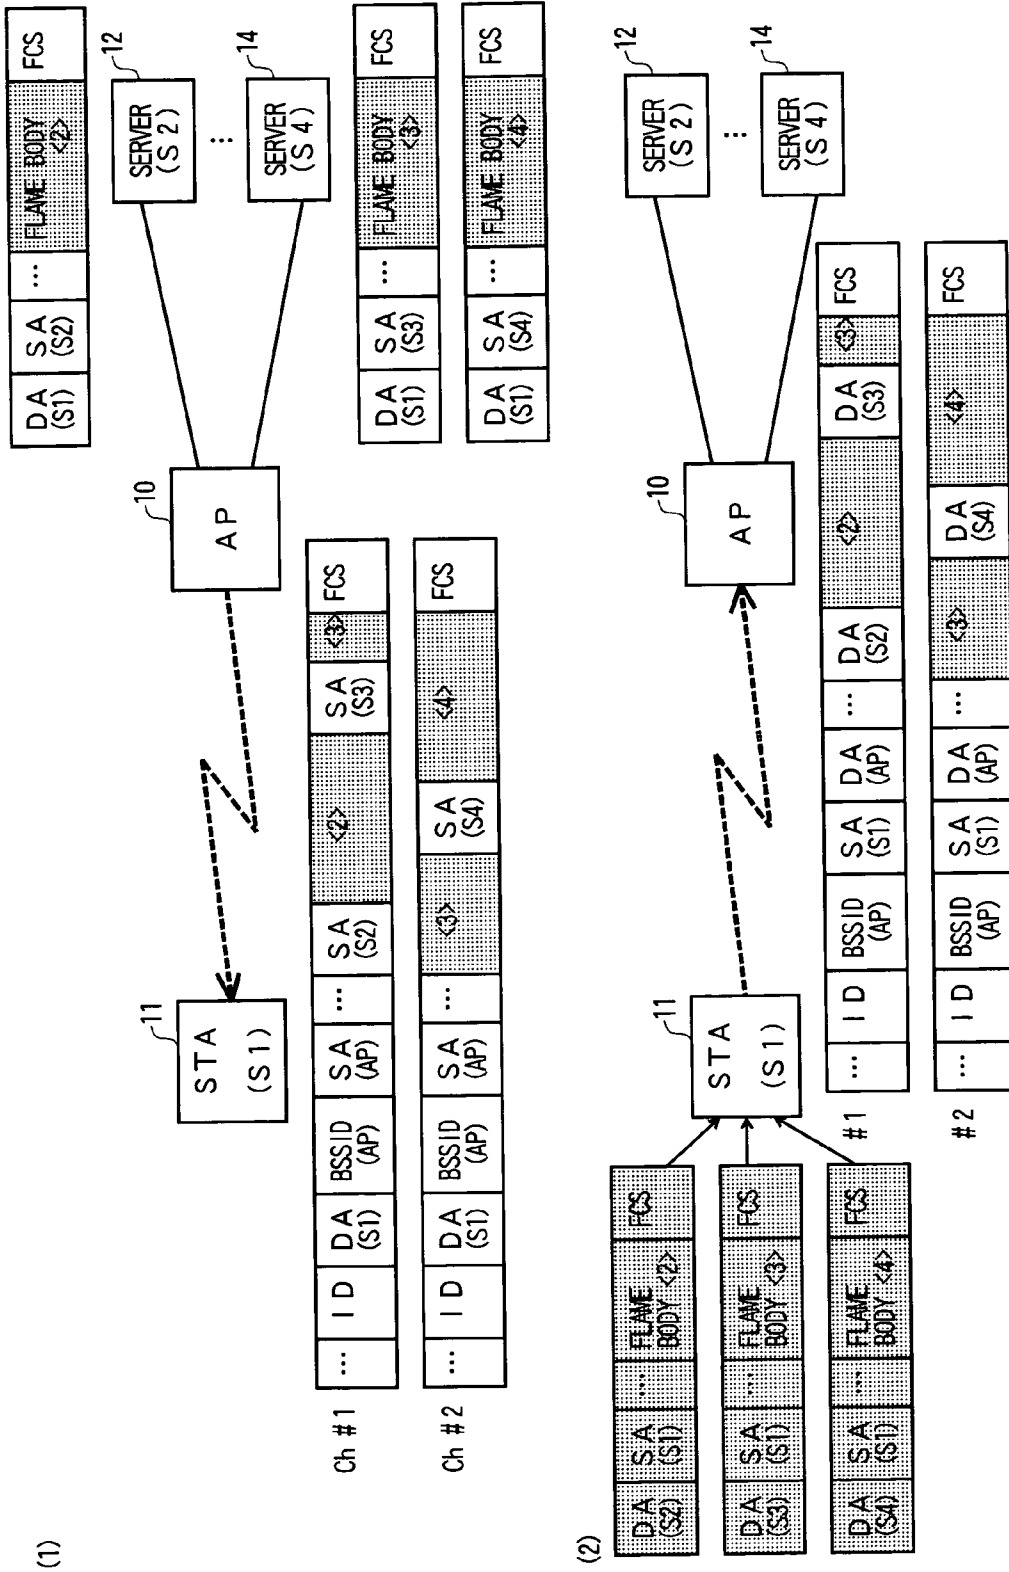 (1)
DA (S1) SA (S2) ... FLAME BODY <2> FCS
STA (S1) 11
AP 10
SERVER (S2) 12
⋮
SERVER (S4) 14
DA (S1) SA (S3) ... FLAME BODY <3> FCS
DA (S1) SA (S4) ... FLAME BODY <4> FCS
Ch #1 ... ID DA (S1) BSSID (AP) SA (AP) ... SA (S2) <2> SA (S3) <3> FCS
Ch #2 ... ID DA (S1) BSSID (AP) SA (AP) ... <3> SA (S4) <4> FCS
(2)
DA (S2) SA (S1) ... FLAME BODY <2> FCS
DA (S3) SA (S1) ... FLAME BODY <3> FCS
DA (S4) SA (S1) ... FLAME BODY <4> FCS
STA (S1) 11
AP 10
SERVER (S2) 12
⋮
SERVER (S4) 14
#1 ... ID BSSID (AP) SA (S1) DA (AP) ... DA (S2) <2> DA (S3) <3> FCS
#2 ... ID BSSID (AP) SA (S1) DA (AP) ... <3> DA (S4) <4> FCS